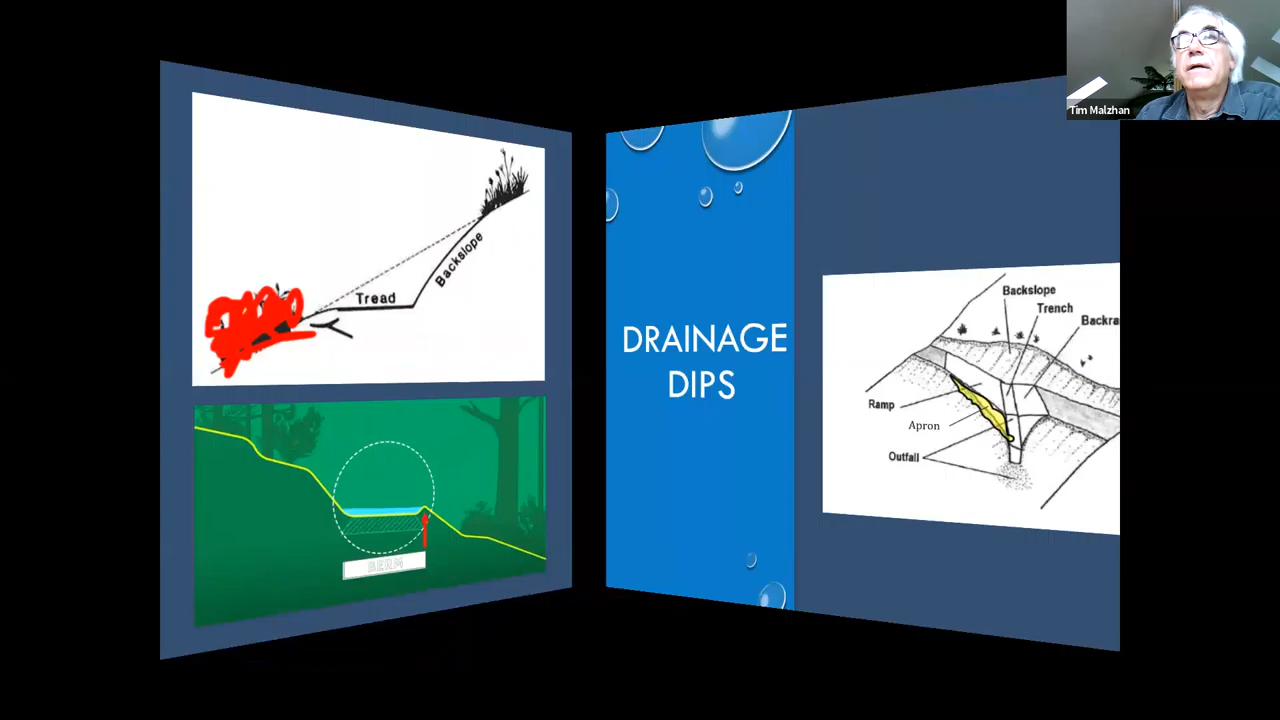 Tim Malzhan
Backslope
Tread
BERM
DRAINAGE
DIPS
Backslope
Trench
Backra
Ramp
Apron
Outfall